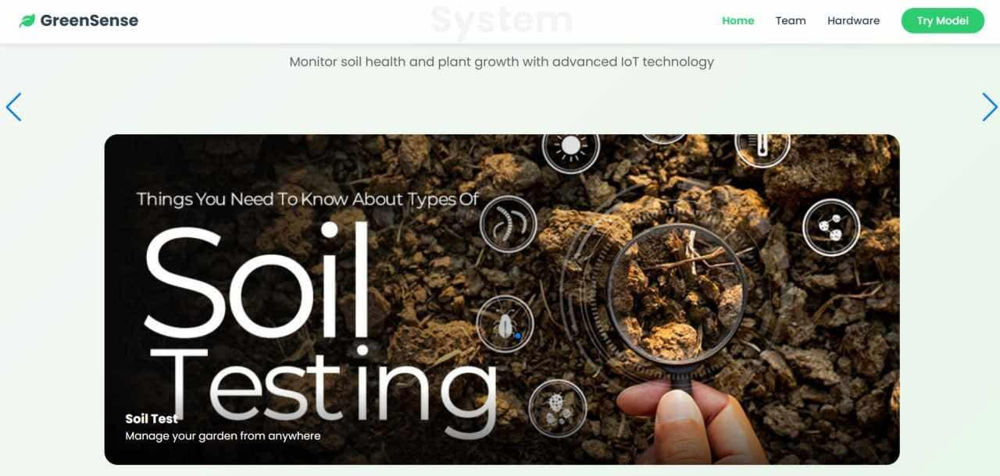 GreenSense
Home
Team
Hardware
Try Model
System
Monitor soil health and plant growth with advanced IoT technology
Things You Need To Know About Types Of
Soil
Testing
Soil Test
Manage your garden from anywhere